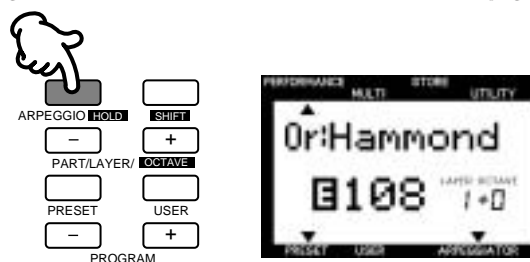 ARPEGGIO HOLD SHIFT
− +
PART/LAYER/ OCTAVE
PRESET USER
− +
PROGRAM
PERFORMANCE MULTI STORE UTILITY
Or:Hammond
E108
LAYER OCTAVE
1+0
PRESET USER ARPEGGIATOR